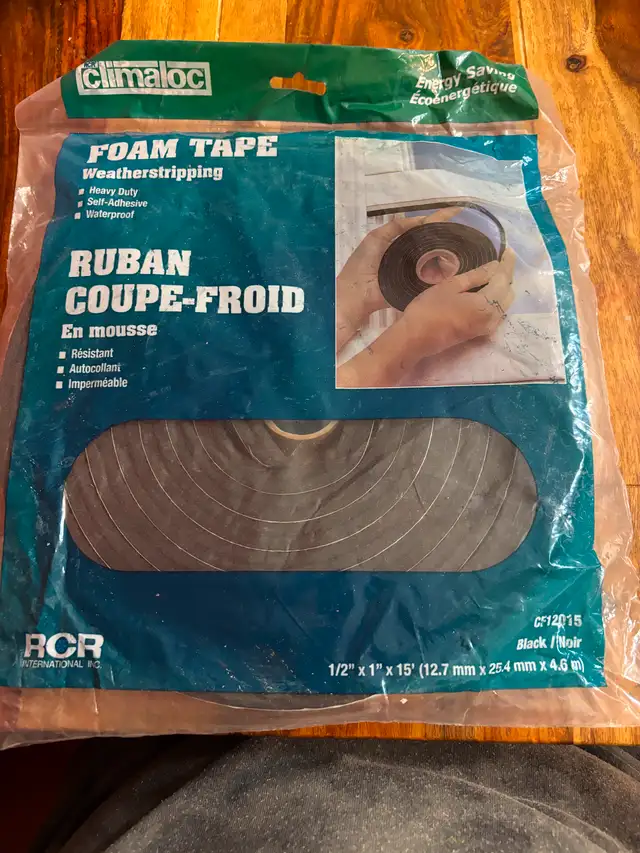 climaloc
Energy Saving
Écoénergétique
FOAM TAPE
Weatherstripping
Heavy Duty
Self-Adhesive
Waterproof
RUBAN
COUPE-FROID
En mousse
Résistant
Autocollant
Imperméable
CF12015
Black / Noir
RCR
INTERNATIONAL INC.
1/2" x 1" x 15' (12.7 mm x 25.4 mm x 4.6 m)